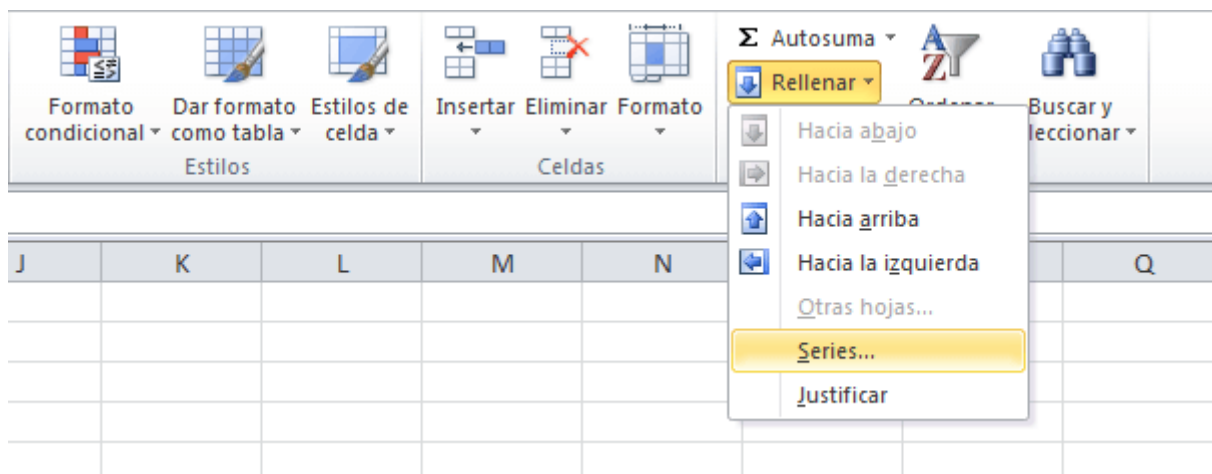 Σ Autosuma
Rellenar
Formato condicional
Dar formato como tabla
Estilos de celda
Insertar
Eliminar
Formato
Buscar y
leccionar
Estilos
Celdas
Hacia abajo
Hacia la derecha
Hacia arriba
Hacia la izquierda
Otras hojas...
Series...
Justificar
J K L M N Q